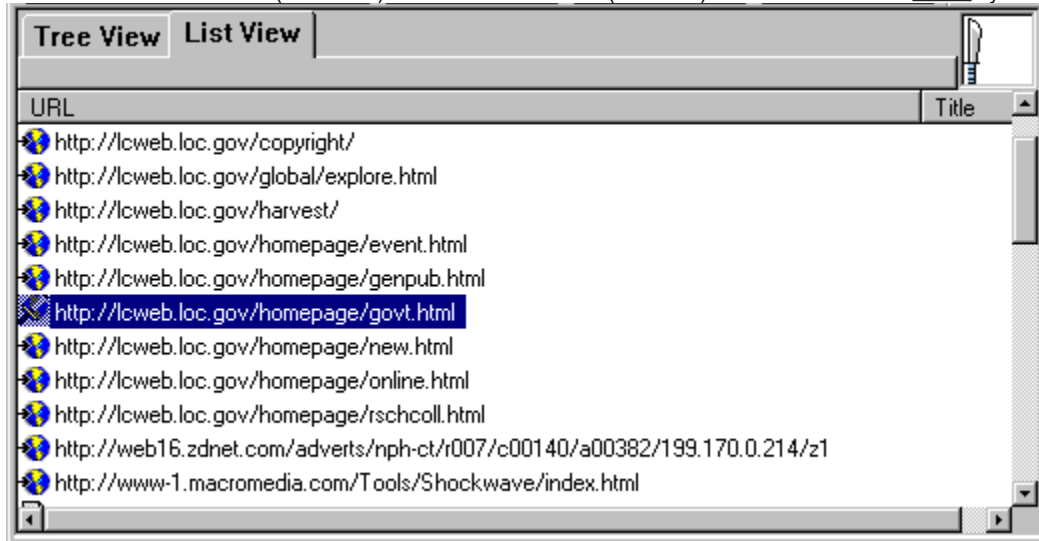 Tree View List View
URL Title
http://lcweb.loc.gov/copyright/
http://lcweb.loc.gov/global/explore.html
http://lcweb.loc.gov/harvest/
http://lcweb.loc.gov/homepage/event.html
http://lcweb.loc.gov/homepage/genpub.html
http://lcweb.loc.gov/homepage/govt.html
http://lcweb.loc.gov/homepage/new.html
http://lcweb.loc.gov/homepage/online.html
http://lcweb.loc.gov/homepage/rschcoll.html
http://web16.zdnet.com/adverts/nph-ct/r007/c00140/a00382/199.170.0.214/z1
http://www-1.macromedia.com/Tools/Shockwave/index.html